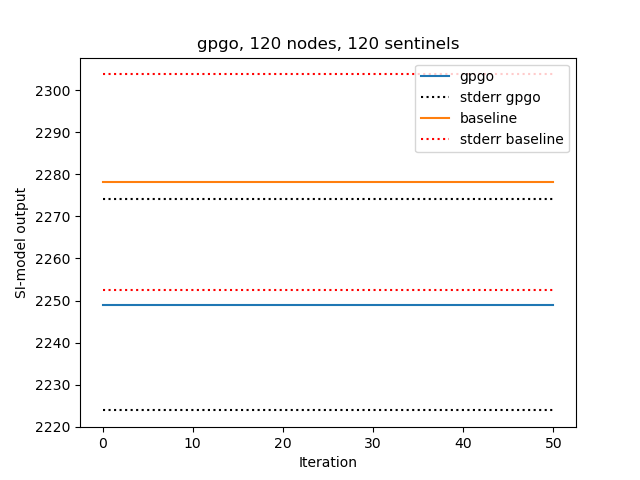 gpgo, 120 nodes, 120 sentinels
gpgo
stderr gpgo
baseline
stderr baseline
SI-model output
2300
2290
2280
2270
2260
2250
2240
2230
2220
0 10 20 30 40 50
Iteration